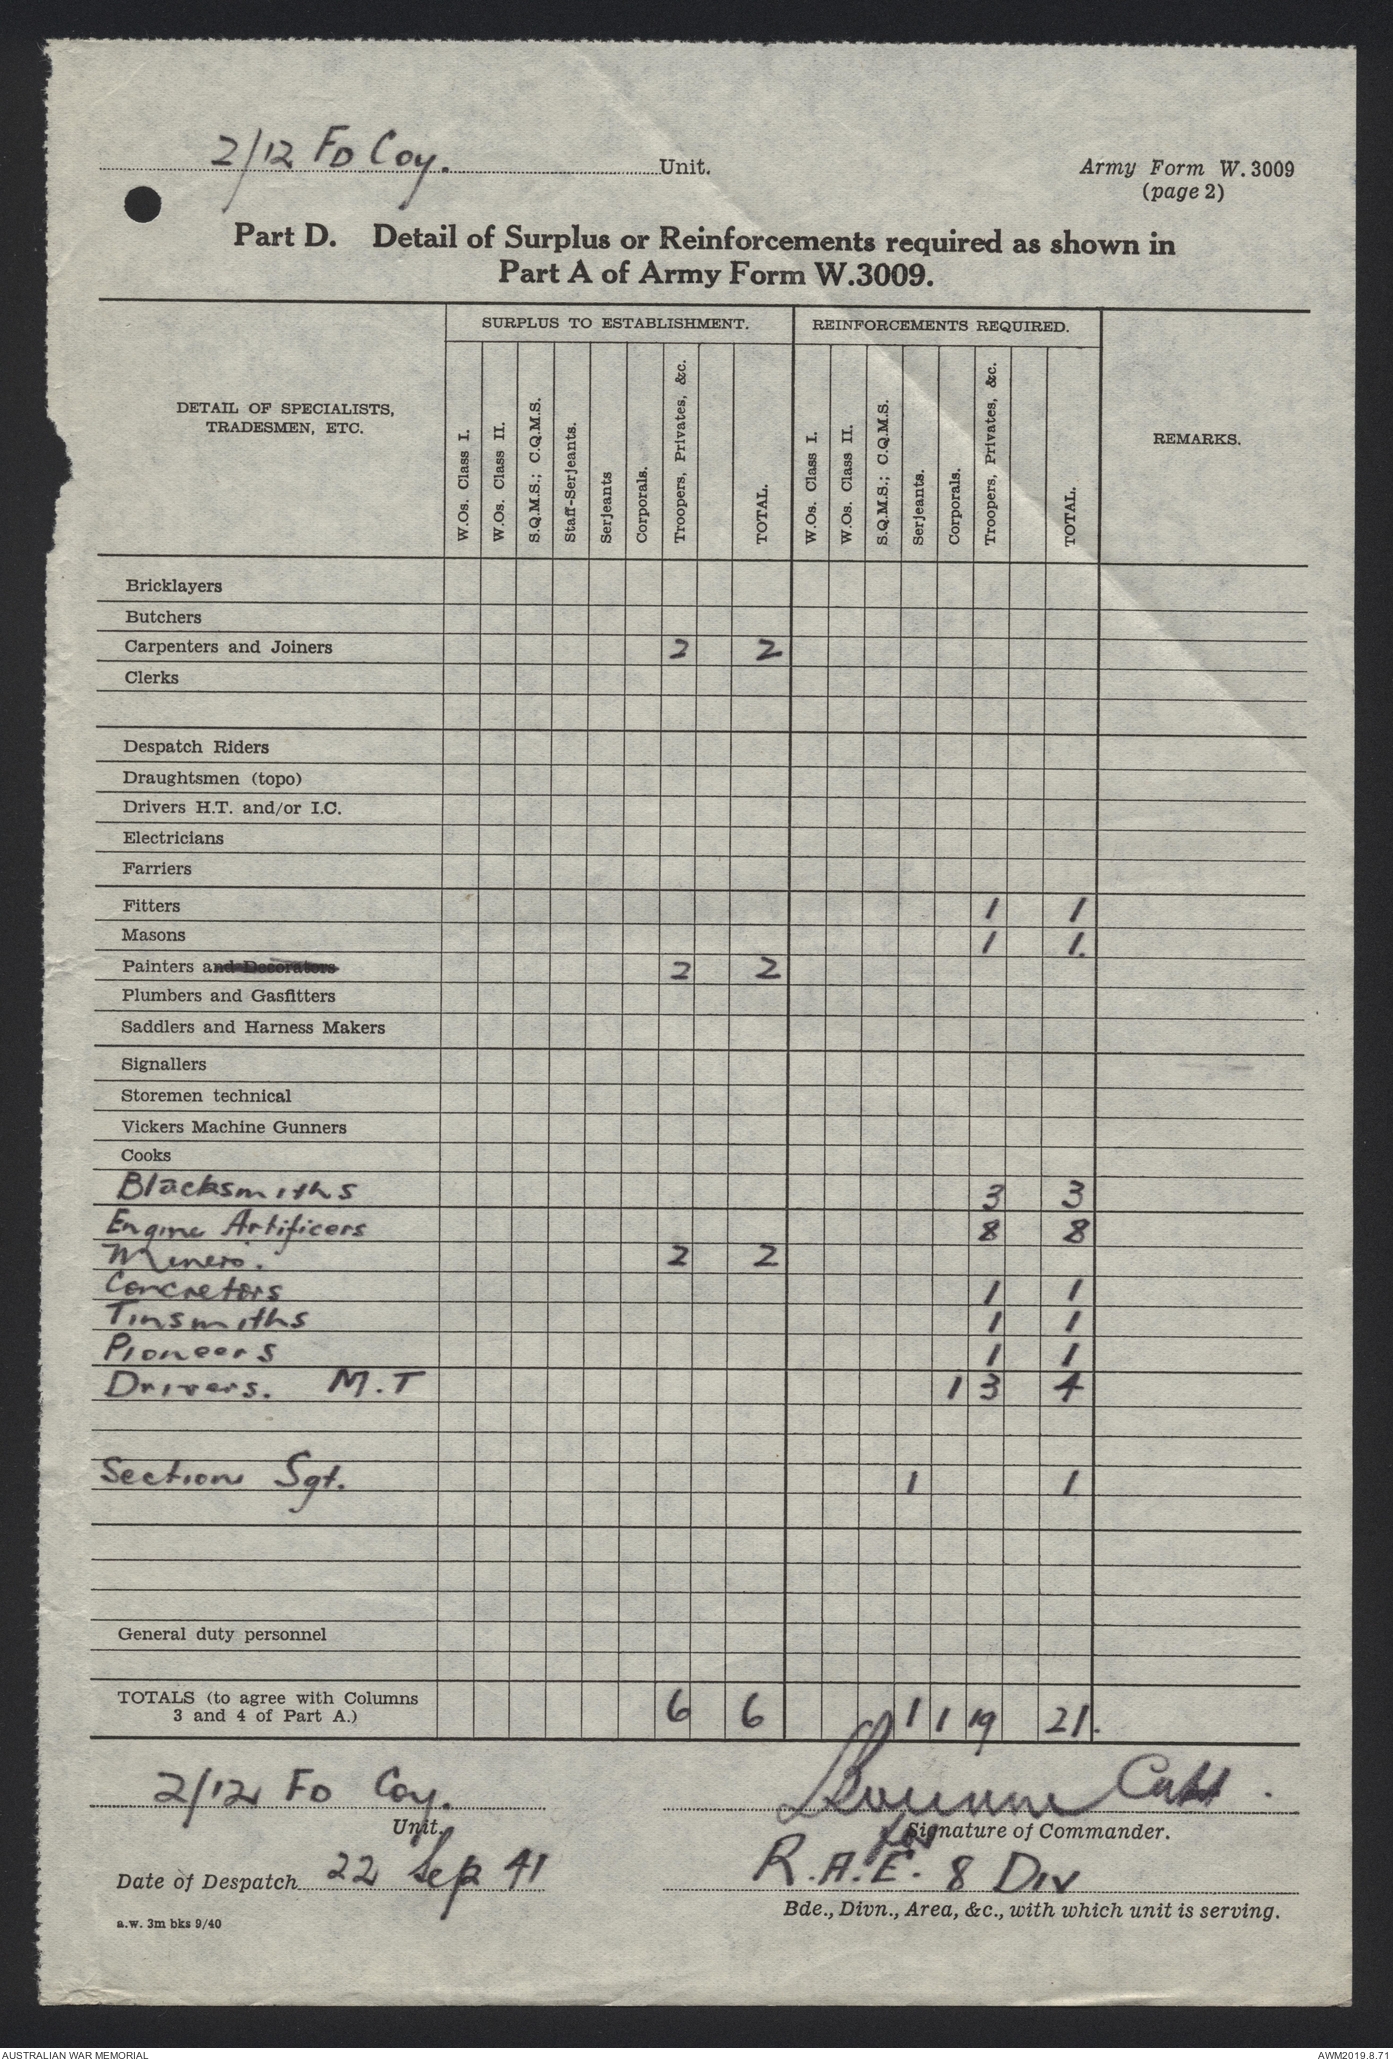 2/12 FD Coy. Unit. Army Form W. 3009
(page 2)
Part D. Detail of Surplus or Reinforcements required as shown in
Part A of Army Form W.3009.
SURPLUS TO ESTABLISHMENT. REINFORCEMENTS REQUIRED.
DETAIL OF SPECIALISTS,
TRADESMEN, ETC.
W.Os. Class I.
W.Os. Class II.
S.Q.M.S.; C.Q.M.S.
Staff-Serjeants.
Serjeants
Corporals.
Troopers, Privates, &c.
TOTAL.
W.Os. Class I.
W.Os. Class II.
S.Q.M.S.; C.Q.M.S.
Serjeants.
Corporals.
Troopers, Privates, &c.
TOTAL.
REMARKS.
Bricklayers
Butchers
Carpenters and Joiners 2 2
Clerks
Despatch Riders
Draughtsmen (topo)
Drivers H.T. and/or I.C.
Electricians
Farriers
Fitters 1 1
Masons 1 1.
Painters and Decorators 2 2
Plumbers and Gasfitters
Saddlers and Harness Makers
Signallers
Storemen technical
Vickers Machine Gunners
Cooks
Blacksmiths 3 3
Engine Artificers 8 8
Miners. 2 2
Concretors 1 1
Tinsmiths 1 1
Pioneers 1 1
Drivers. M.T 1 3 4
Section Sgt. 1 1
General duty personnel
TOTALS (to agree with Columns
3 and 4 of Part A.) 6 6 1 1 19 21.
2/12 FD Coy.
Unit. Signature of Commander.
for
Date of Despatch 22 Sep 41 R.A.E. 8 Div
Bde., Divn., Area, &c., with which unit is serving.
a.w. 3m bks 9/40
AUSTRALIAN WAR MEMORIAL AWM2019.8.71